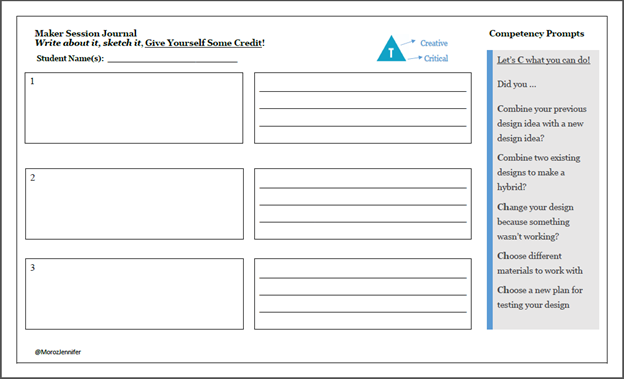 Maker Session Journal
Write about it, sketch it, Give Yourself Some Credit!
Student Name(s): ______________________________
T
Creative
Critical
1
2
3
@MorozJennifer
Competency Prompts
Let's C what you can do!
Did you ...
Combine your previous
design idea with a new
design idea?
Combine two existing
designs to make a
hybrid?
Change your design
because something
wasn't working?
Choose different
materials to work with
Choose a new plan for
testing your design